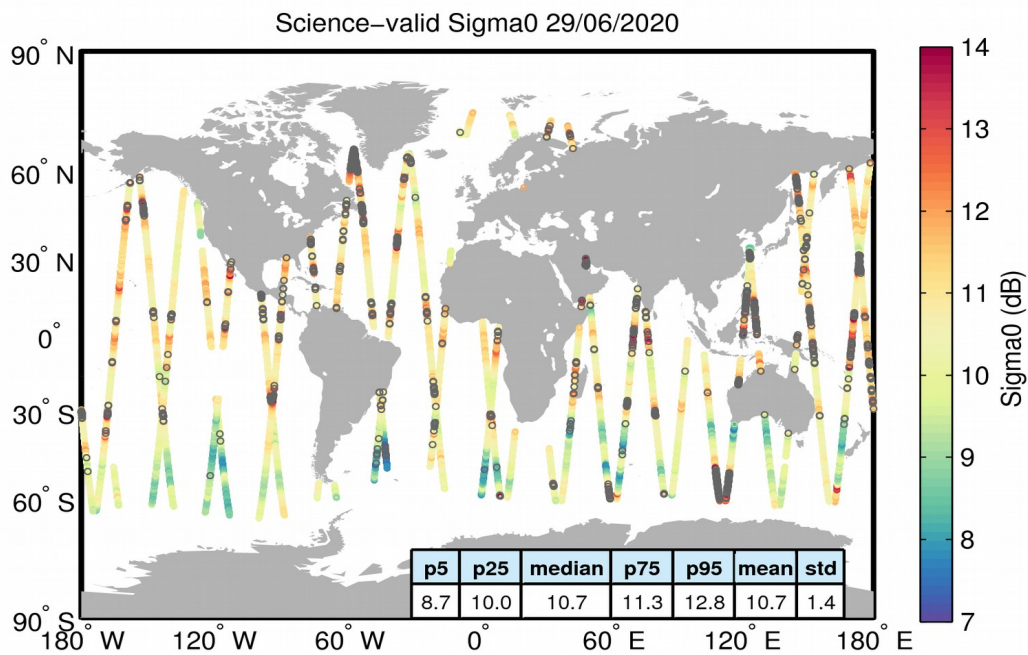 Science−valid Sigma0 29/06/2020
90° N
60° N
30° N
0°
30° S
60° S
90° S
180° W
120° W
60° W
0°
60° E
120° E
180° E
p5 p25 median p75 p95 mean std
8.7 10.0 10.7 11.3 12.8 10.7 1.4
14
13
12
11
10
9
8
7
Sigma0 (dB)